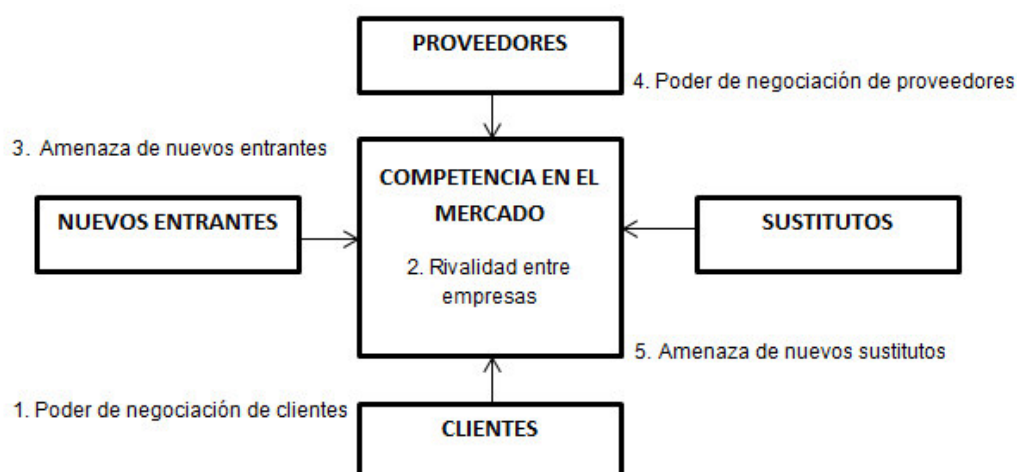 PROVEEDORES
4. Poder de negociación de proveedores
3. Amenaza de nuevos entrantes
COMPETENCIA EN EL
MERCADO
2. Rivalidad entre
empresas
NUEVOS ENTRANTES
SUSTITUTOS
5. Amenaza de nuevos sustitutos
1. Poder de negociación de clientes
CLIENTES